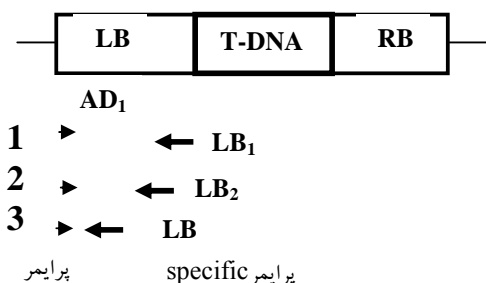 LB T-DNA RB
AD₁
1 LB₁
2 LB₂
3 LB
پرایمر specific پرایمر